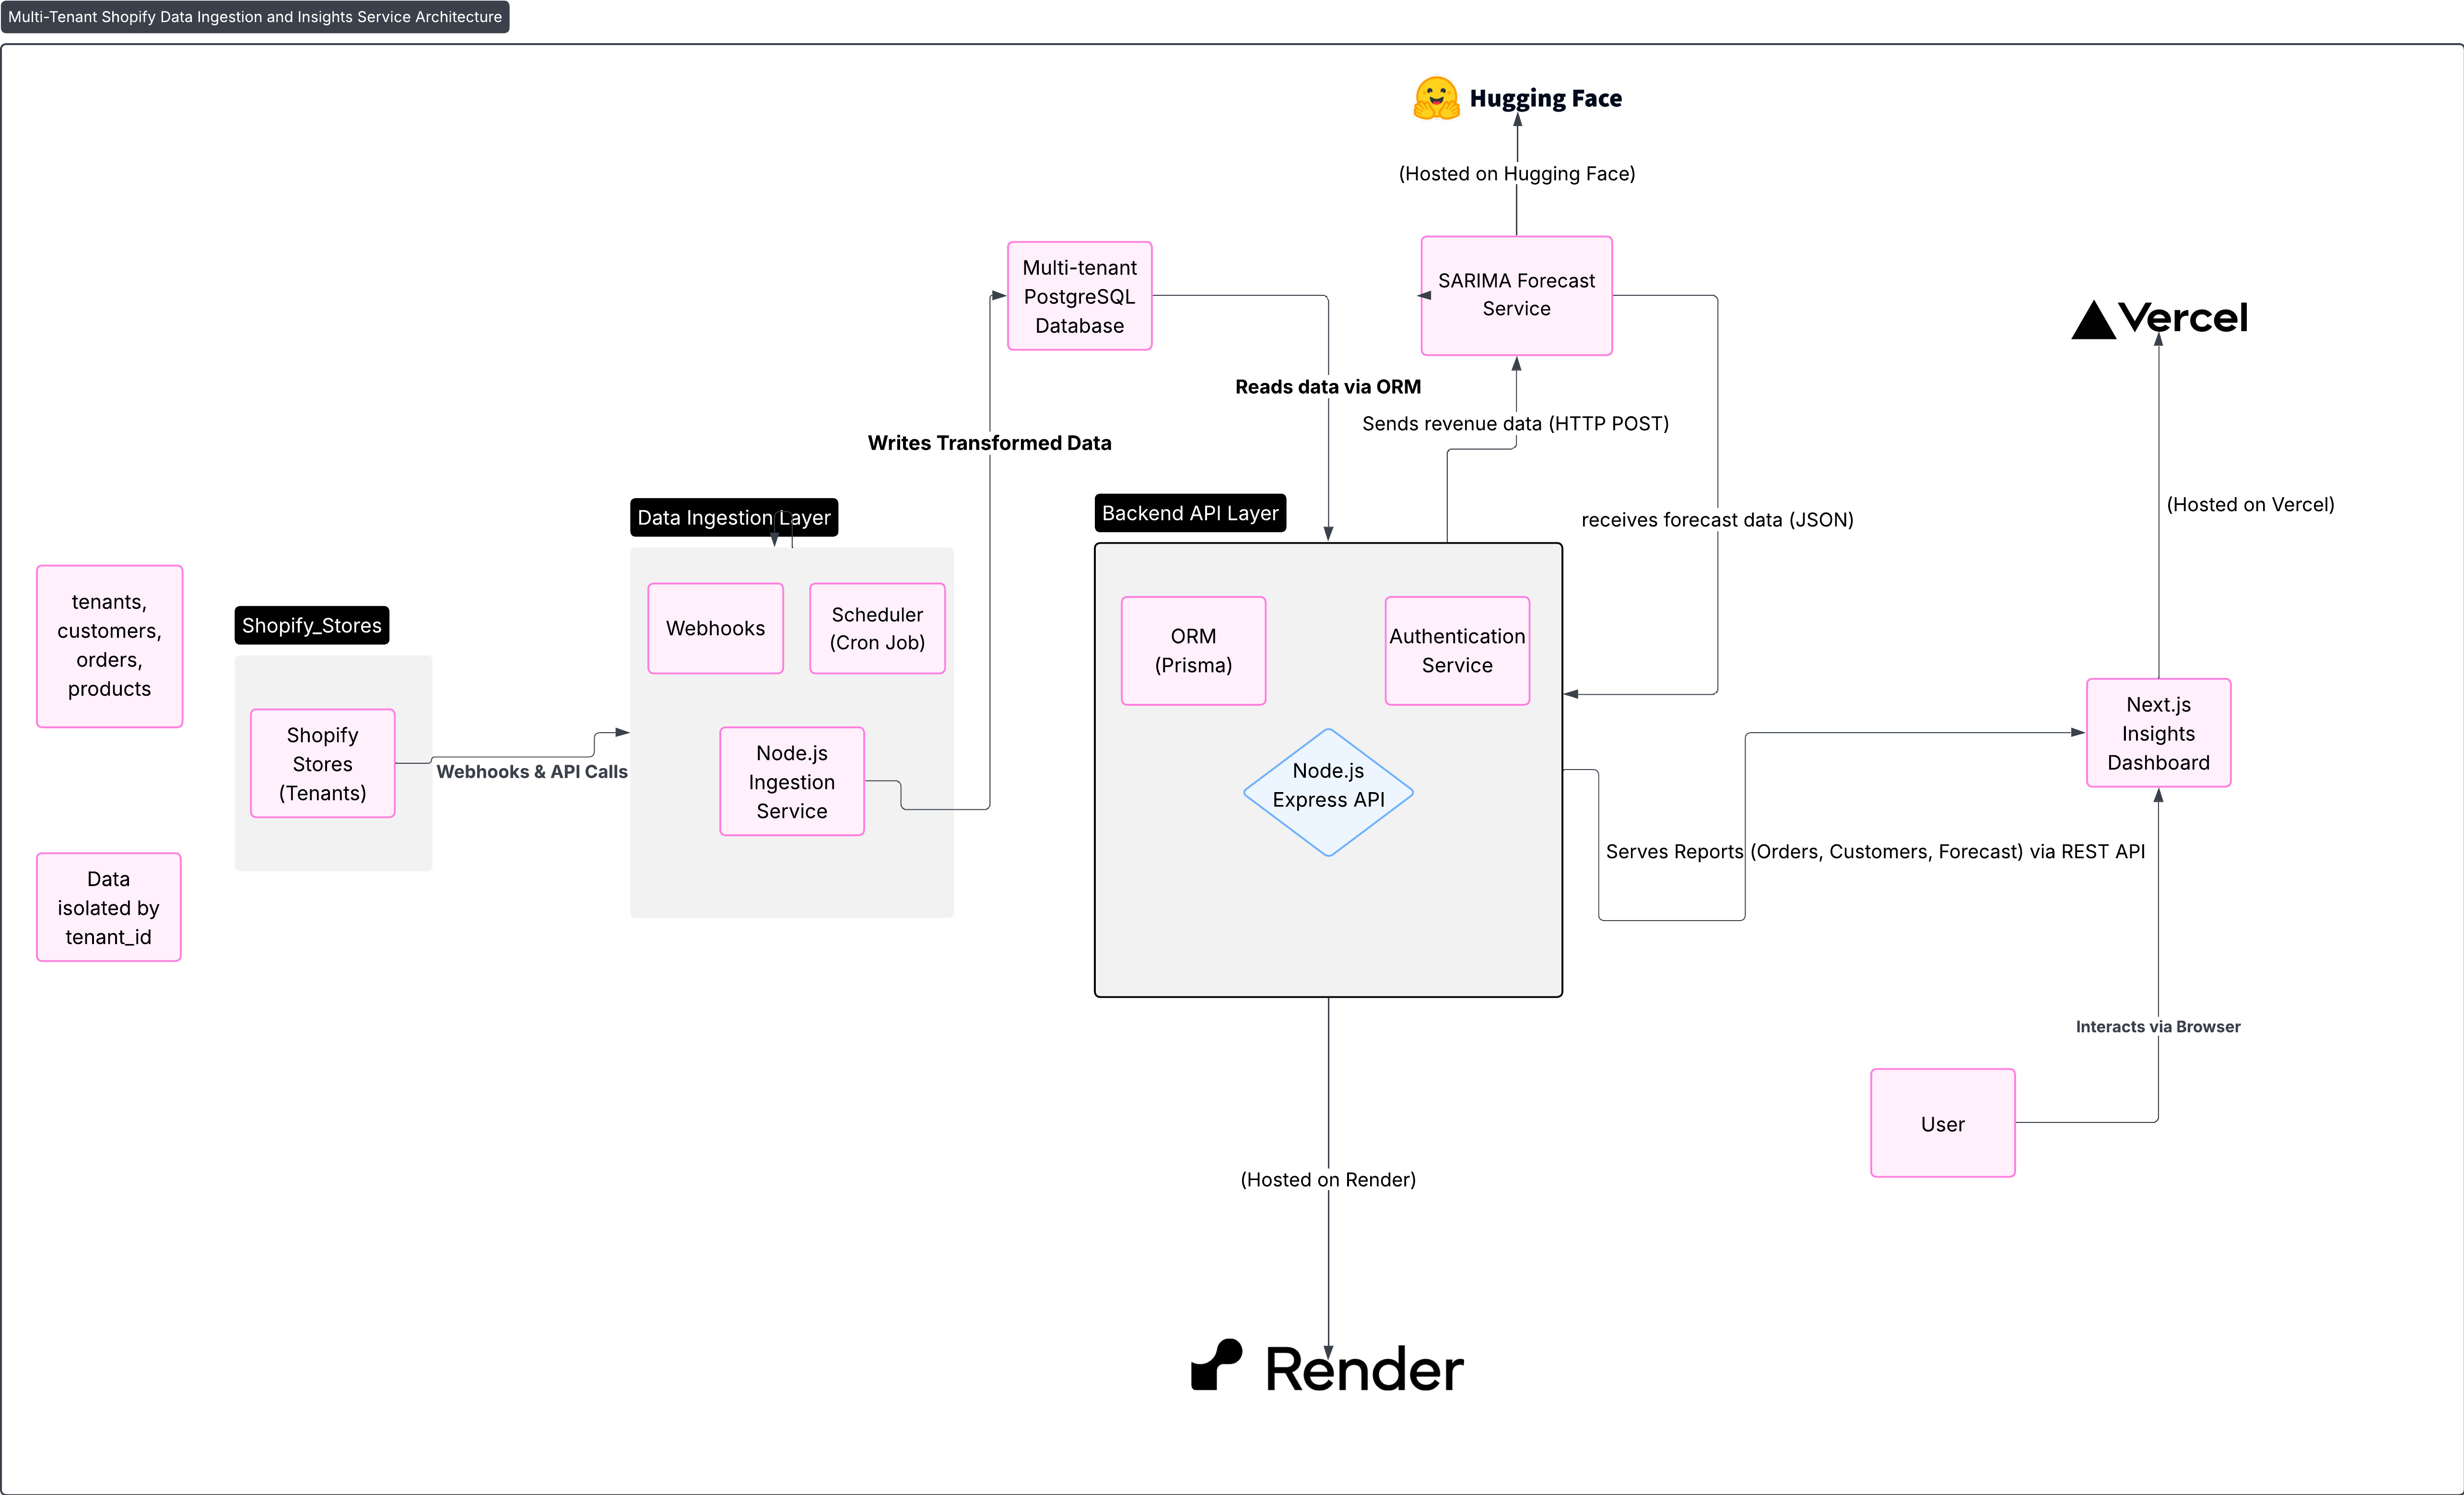 Multi-Tenant Shopify Data Ingestion and Insights Service Architecture
Hugging Face
(Hosted on Hugging Face)
Multi-tenant
PostgreSQL
Database
SARIMA Forecast
Service
Vercel
Reads data via ORM
Sends revenue data (HTTP POST)
Writes Transformed Data
(Hosted on Vercel)
Data Ingestion Layer
Backend API Layer
receives forecast data (JSON)
tenants,
customers,
orders,
products
Shopify_Stores
Webhooks
Scheduler
(Cron Job)
ORM
(Prisma)
Authentication
Service
Shopify
Stores
(Tenants)
Webhooks & API Calls
Node.js
Ingestion
Service
Node.js
Express API
Next.js
Insights
Dashboard
Serves Reports (Orders, Customers, Forecast) via REST API
Data
isolated by
tenant_id
Interacts via Browser
User
(Hosted on Render)
Render